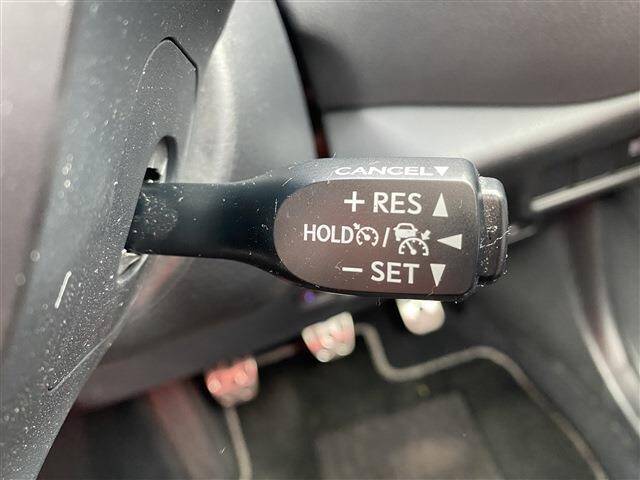 CANCEL▼
+ RES ▲
HOLD / ◄
− SET ▼